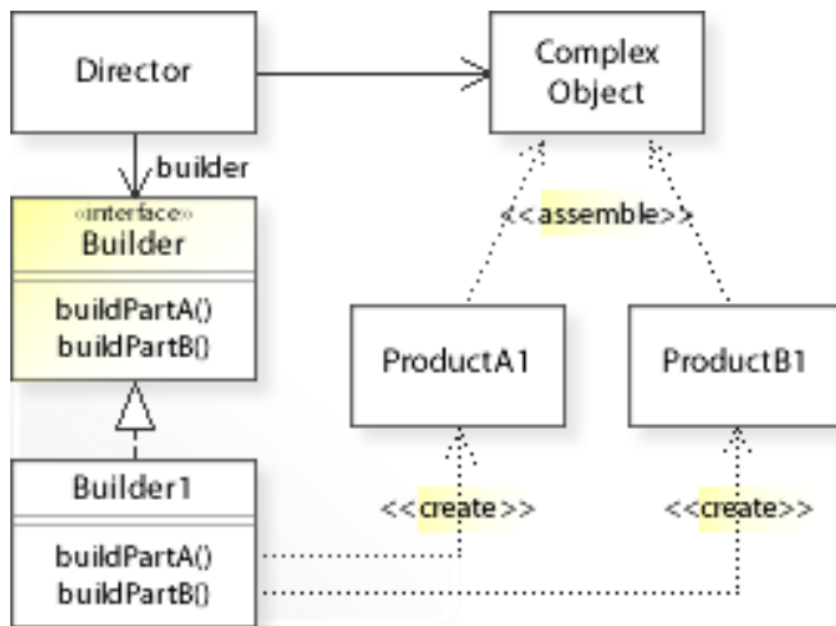 Director
Complex
Object
builder
«interface»
Builder
buildPartA()
buildPartB()
<<assemble>>
ProductA1
ProductB1
Builder1
buildPartA()
buildPartB()
<<create>>
<<create>>